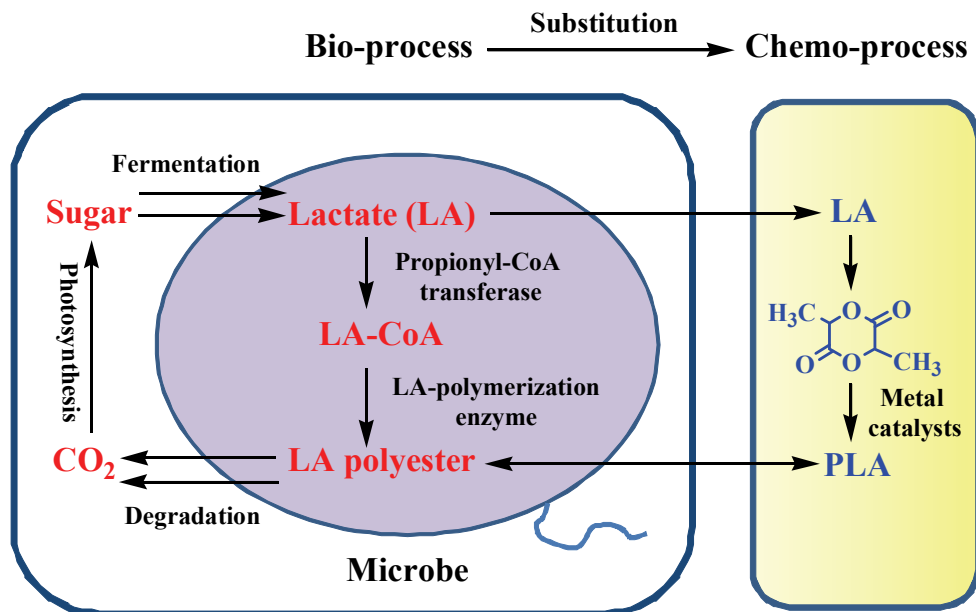 Substitution
Bio-process
Chemo-process
Fermentation
Sugar
Lactate (LA)
LA
Propionyl-CoA
transferase
Photosynthesis
LA-CoA
H₃C
O
O
O
O
CH₃
LA-polymerization
enzyme
Metal
catalysts
CO₂
LA polyester
PLA
Degradation
Microbe